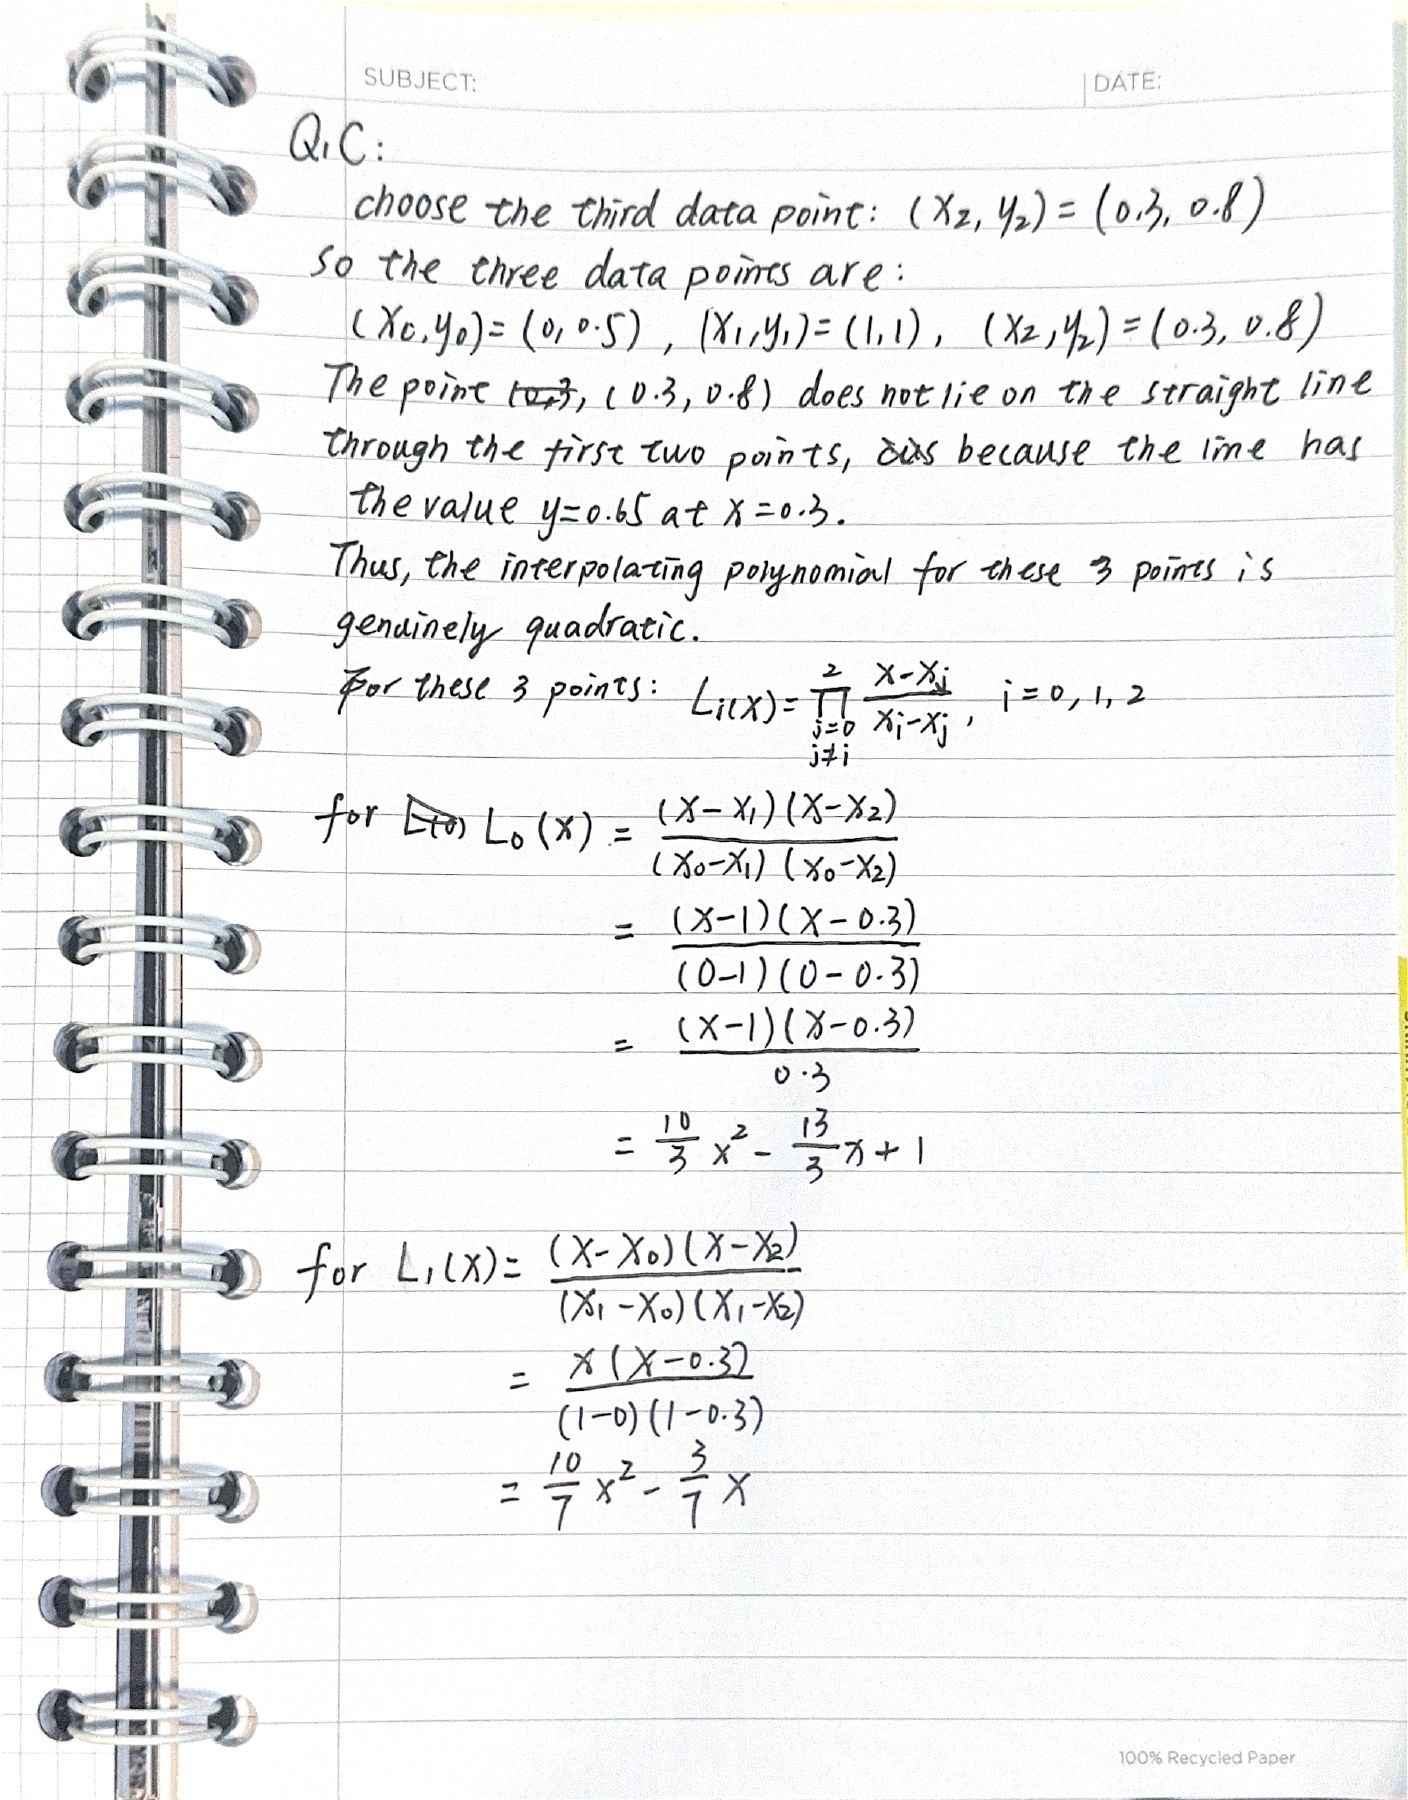 SUBJECT:
DATE:
Q1C:
choose the third data point: (x₂, y₂) = (0.3, 0.8)
so the three data points are:
(x₀, y₀) = (0, 0.5), (x₁, y₁) = (1, 1), (x₂, y₂) = (0.3, 0.8)
The point (0.3, 0.8) does not lie on the straight line
through the first two points, because the line has
the value y=0.65 at x=0.3.
Thus, the interpolating polynomial for these 3 points is
genuinely quadratic.
For these 3 points: Lᵢ(x) = ∏_{j=0, j≠i}^{2} (x-xⱼ)/(xᵢ-xⱼ), i=0, 1, 2
for L₀(x) = (x-x₁)(x-x₂) / (x₀-x₁)(x₀-x₂)
= (x-1)(x-0.3) / (0-1)(0-0.3)
= (x-1)(x-0.3) / 0.3
= 10/3 x² - 13/3 x + 1
for L₁(x) = (x-x₀)(x-x₂) / (x₁-x₀)(x₁-x₂)
= x(x-0.3) / (1-0)(1-0.3)
= 10/7 x² - 3/7 x
100% Recycled Paper